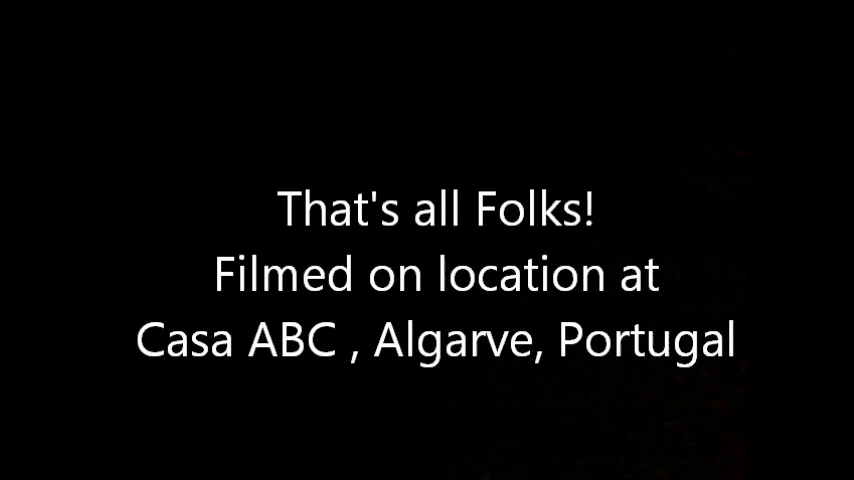 That's all Folks!
Filmed on location at
Casa ABC , Algarve, Portugal